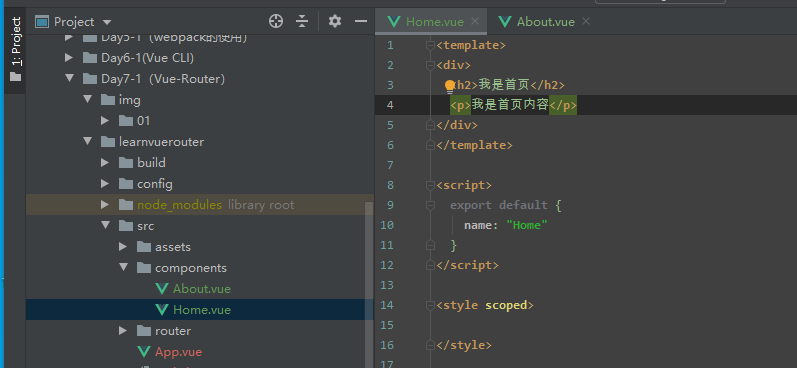 1: Project
Project
Day5-1（webpack的使用）
Day6-1(Vue CLI)
Day7-1（Vue-Router）
img
01
learnvuerouter
build
config
node_modules library root
src
assets
components
About.vue
Home.vue
router
App.vue
Home.vue
About.vue
1 <template>
2 <div>
3 <h2>我是首页</h2>
4 <p>我是首页内容</p>
5 </div>
6 </template>
7
8 <script>
9 export default {
10 name: "Home"
11 }
12 </script>
13
14 <style scoped>
15
16 </style>
17